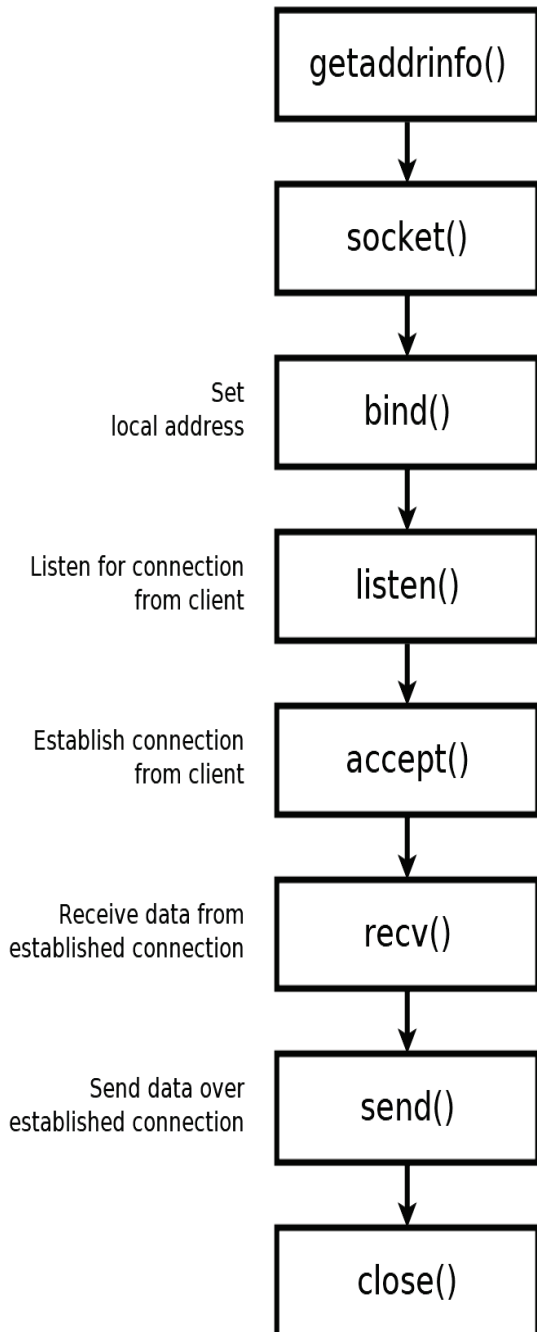 getaddrinfo()
socket()
Set
local address
bind()
Listen for connection
from client
listen()
Establish connection
from client
accept()
Receive data from
established connection
recv()
Send data over
established connection
send()
close()